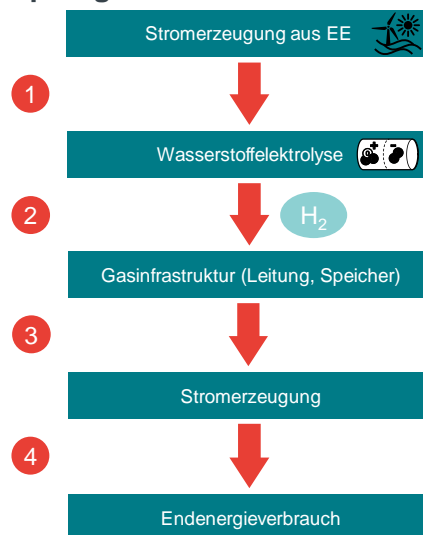 Stromerzeugung aus EE
1
Wasserstoffelektrolyse
2
H₂
Gasinfrastruktur (Leitung, Speicher)
3
Stromerzeugung
4
Endenergieverbrauch